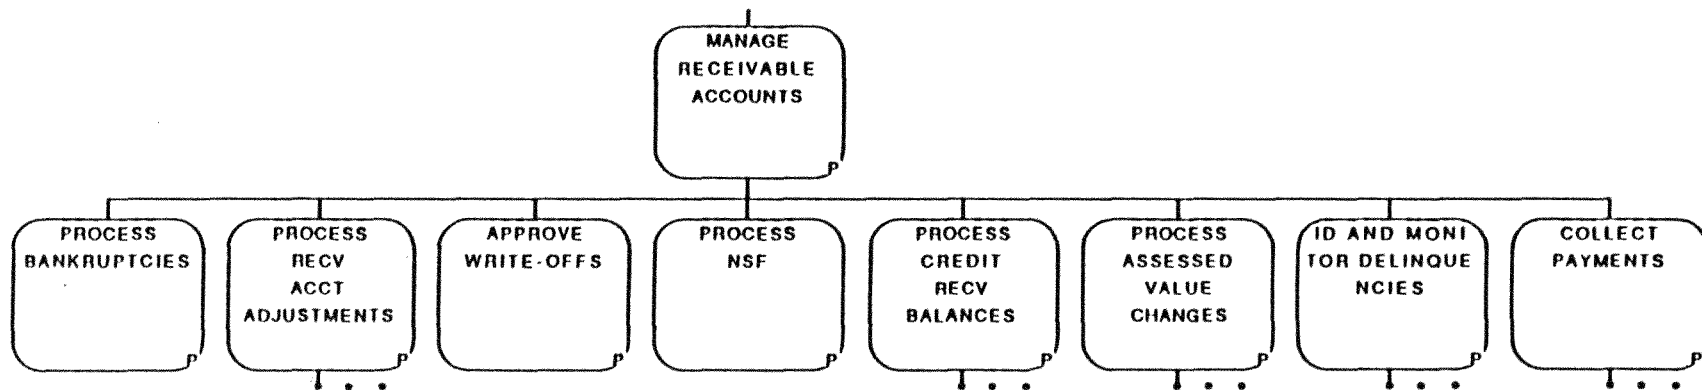 MANAGE
RECEIVABLE
ACCOUNTS
P
PROCESS
BANKRUPTCIES
P
PROCESS
RECV
ACCT
ADJUSTMENTS
P
APPROVE
WRITE-OFFS
P
PROCESS
NSF
P
PROCESS
CREDIT
RECV
BALANCES
P
PROCESS
ASSESSED
VALUE
CHANGES
P
ID AND MONI
TOR DELINQUE
NCIES
P
COLLECT
PAYMENTS
P